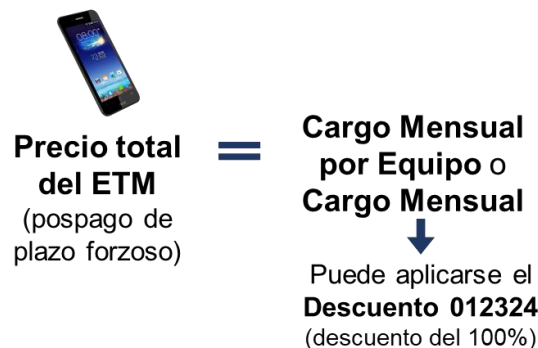 Precio total
del ETM
(pospago de
plazo forzoso)
=
Cargo Mensual
por Equipo o
Cargo Mensual
Puede aplicarse el
Descuento 012324
(descuento del 100%)